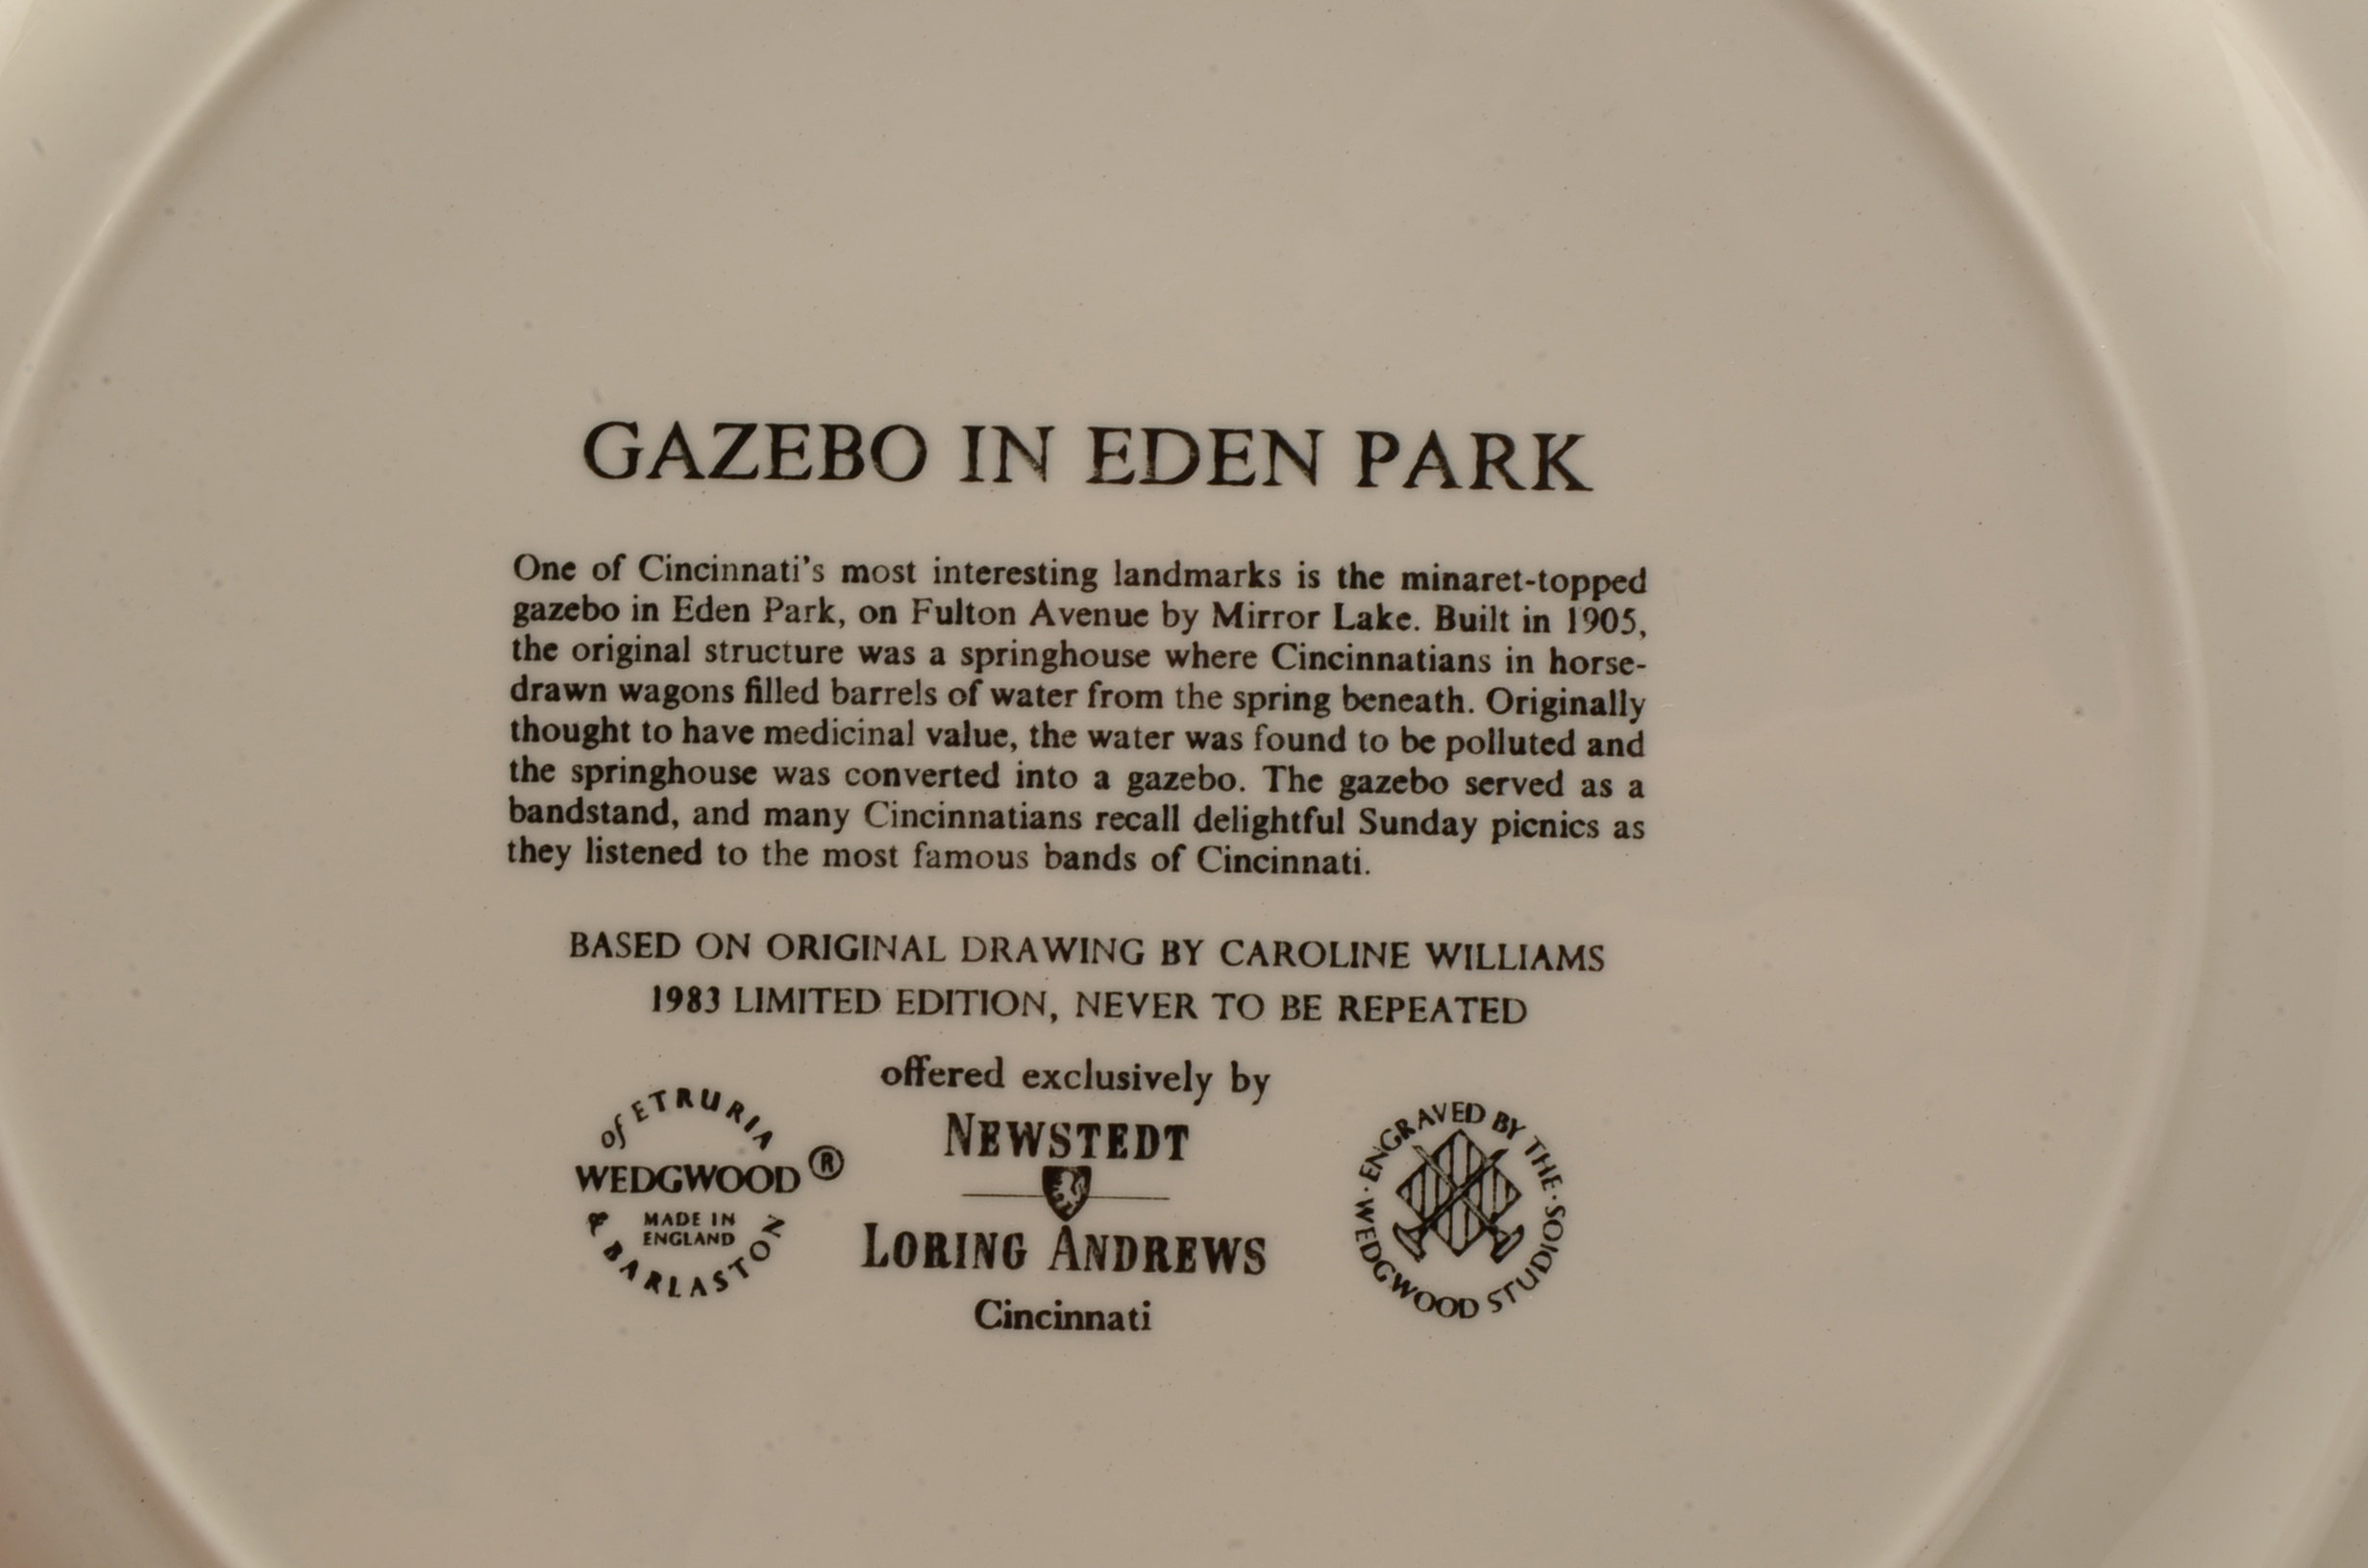 GAZEBO IN EDEN PARK
One of Cincinnati's most interesting landmarks is the minaret-topped
gazebo in Eden Park, on Fulton Avenue by Mirror Lake. Built in 1905,
the original structure was a springhouse where Cincinnatians in horse-
drawn wagons filled barrels of water from the spring beneath. Originally
thought to have medicinal value, the water was found to be polluted and
the springhouse was converted into a gazebo. The gazebo served as a
bandstand, and many Cincinnatians recall delightful Sunday picnics as
they listened to the most famous bands of Cincinnati.
BASED ON ORIGINAL DRAWING BY CAROLINE WILLIAMS
1983 LIMITED EDITION, NEVER TO BE REPEATED
offered exclusively by
of ETRURIA
WEDGWOOD ®
MADE IN
ENGLAND
& BARLASTON
NEWSTEDT
LORING ANDREWS
Cincinnati
ENGRAVED BY THE·
WEDGWOOD STUDIOS·